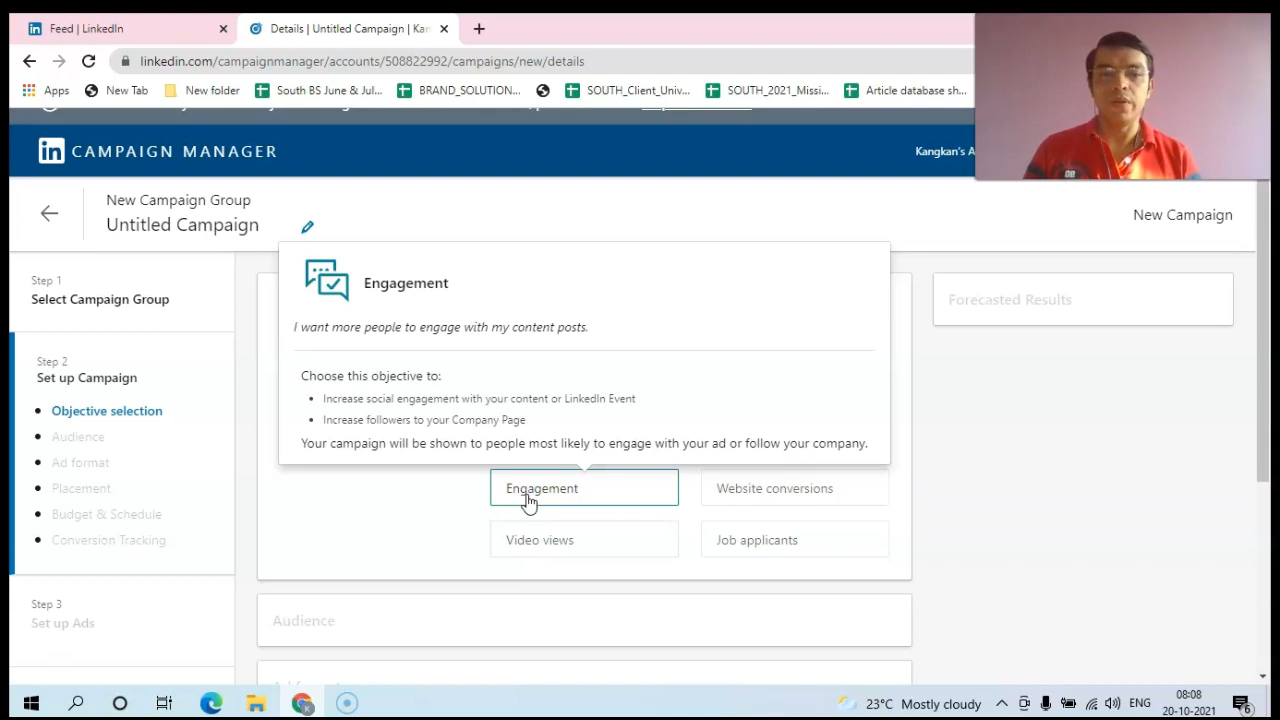 Feed | LinkedIn
Details | Untitled Campaign | Kan
linkedin.com/campaignmanager/accounts/508822992/campaigns/new/details
Apps
New Tab
New folder
South BS June & Jul...
BRAND_SOLUTION...
SOUTH_Client_Univ...
SOUTH_2021_Missi...
Article database sh...
in CAMPAIGN MANAGER
Kangkan's A
New Campaign Group
Untitled Campaign
New Campaign
Step 1
Select Campaign Group
Step 2
Set up Campaign
Objective selection
Audience
Ad format
Placement
Budget & Schedule
Conversion Tracking
Step 3
Set up Ads
Engagement
I want more people to engage with my content posts.
Choose this objective to:
Increase social engagement with your content or LinkedIn Event
Increase followers to your Company Page
Your campaign will be shown to people most likely to engage with your ad or follow your company.
Engagement
Website conversions
Video views
Job applicants
Audience
Forecasted Results
23°C Mostly cloudy
ENG
08:08
20-10-2021
6